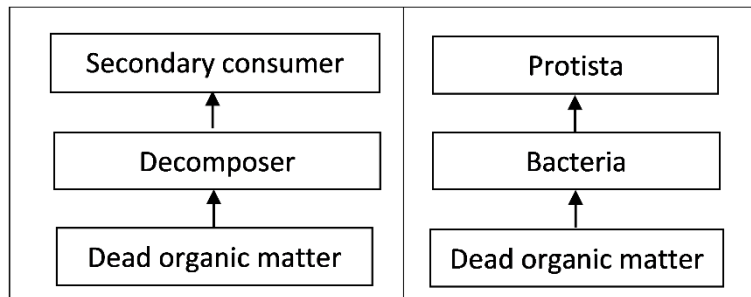 Secondary consumer
Decomposer
Dead organic matter
Protista
Bacteria
Dead organic matter